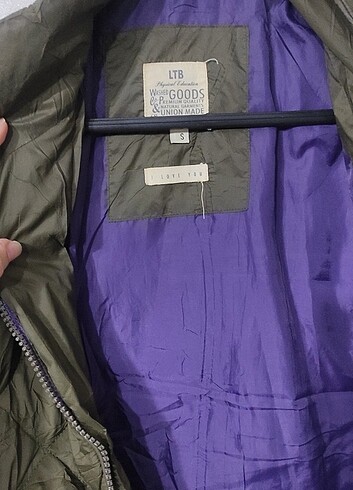 LTB
Physical Education
GOODS
PREMIUM QUALITY
& NATURAL GARMENTS
UNION MADE
S
I LOVE YOU